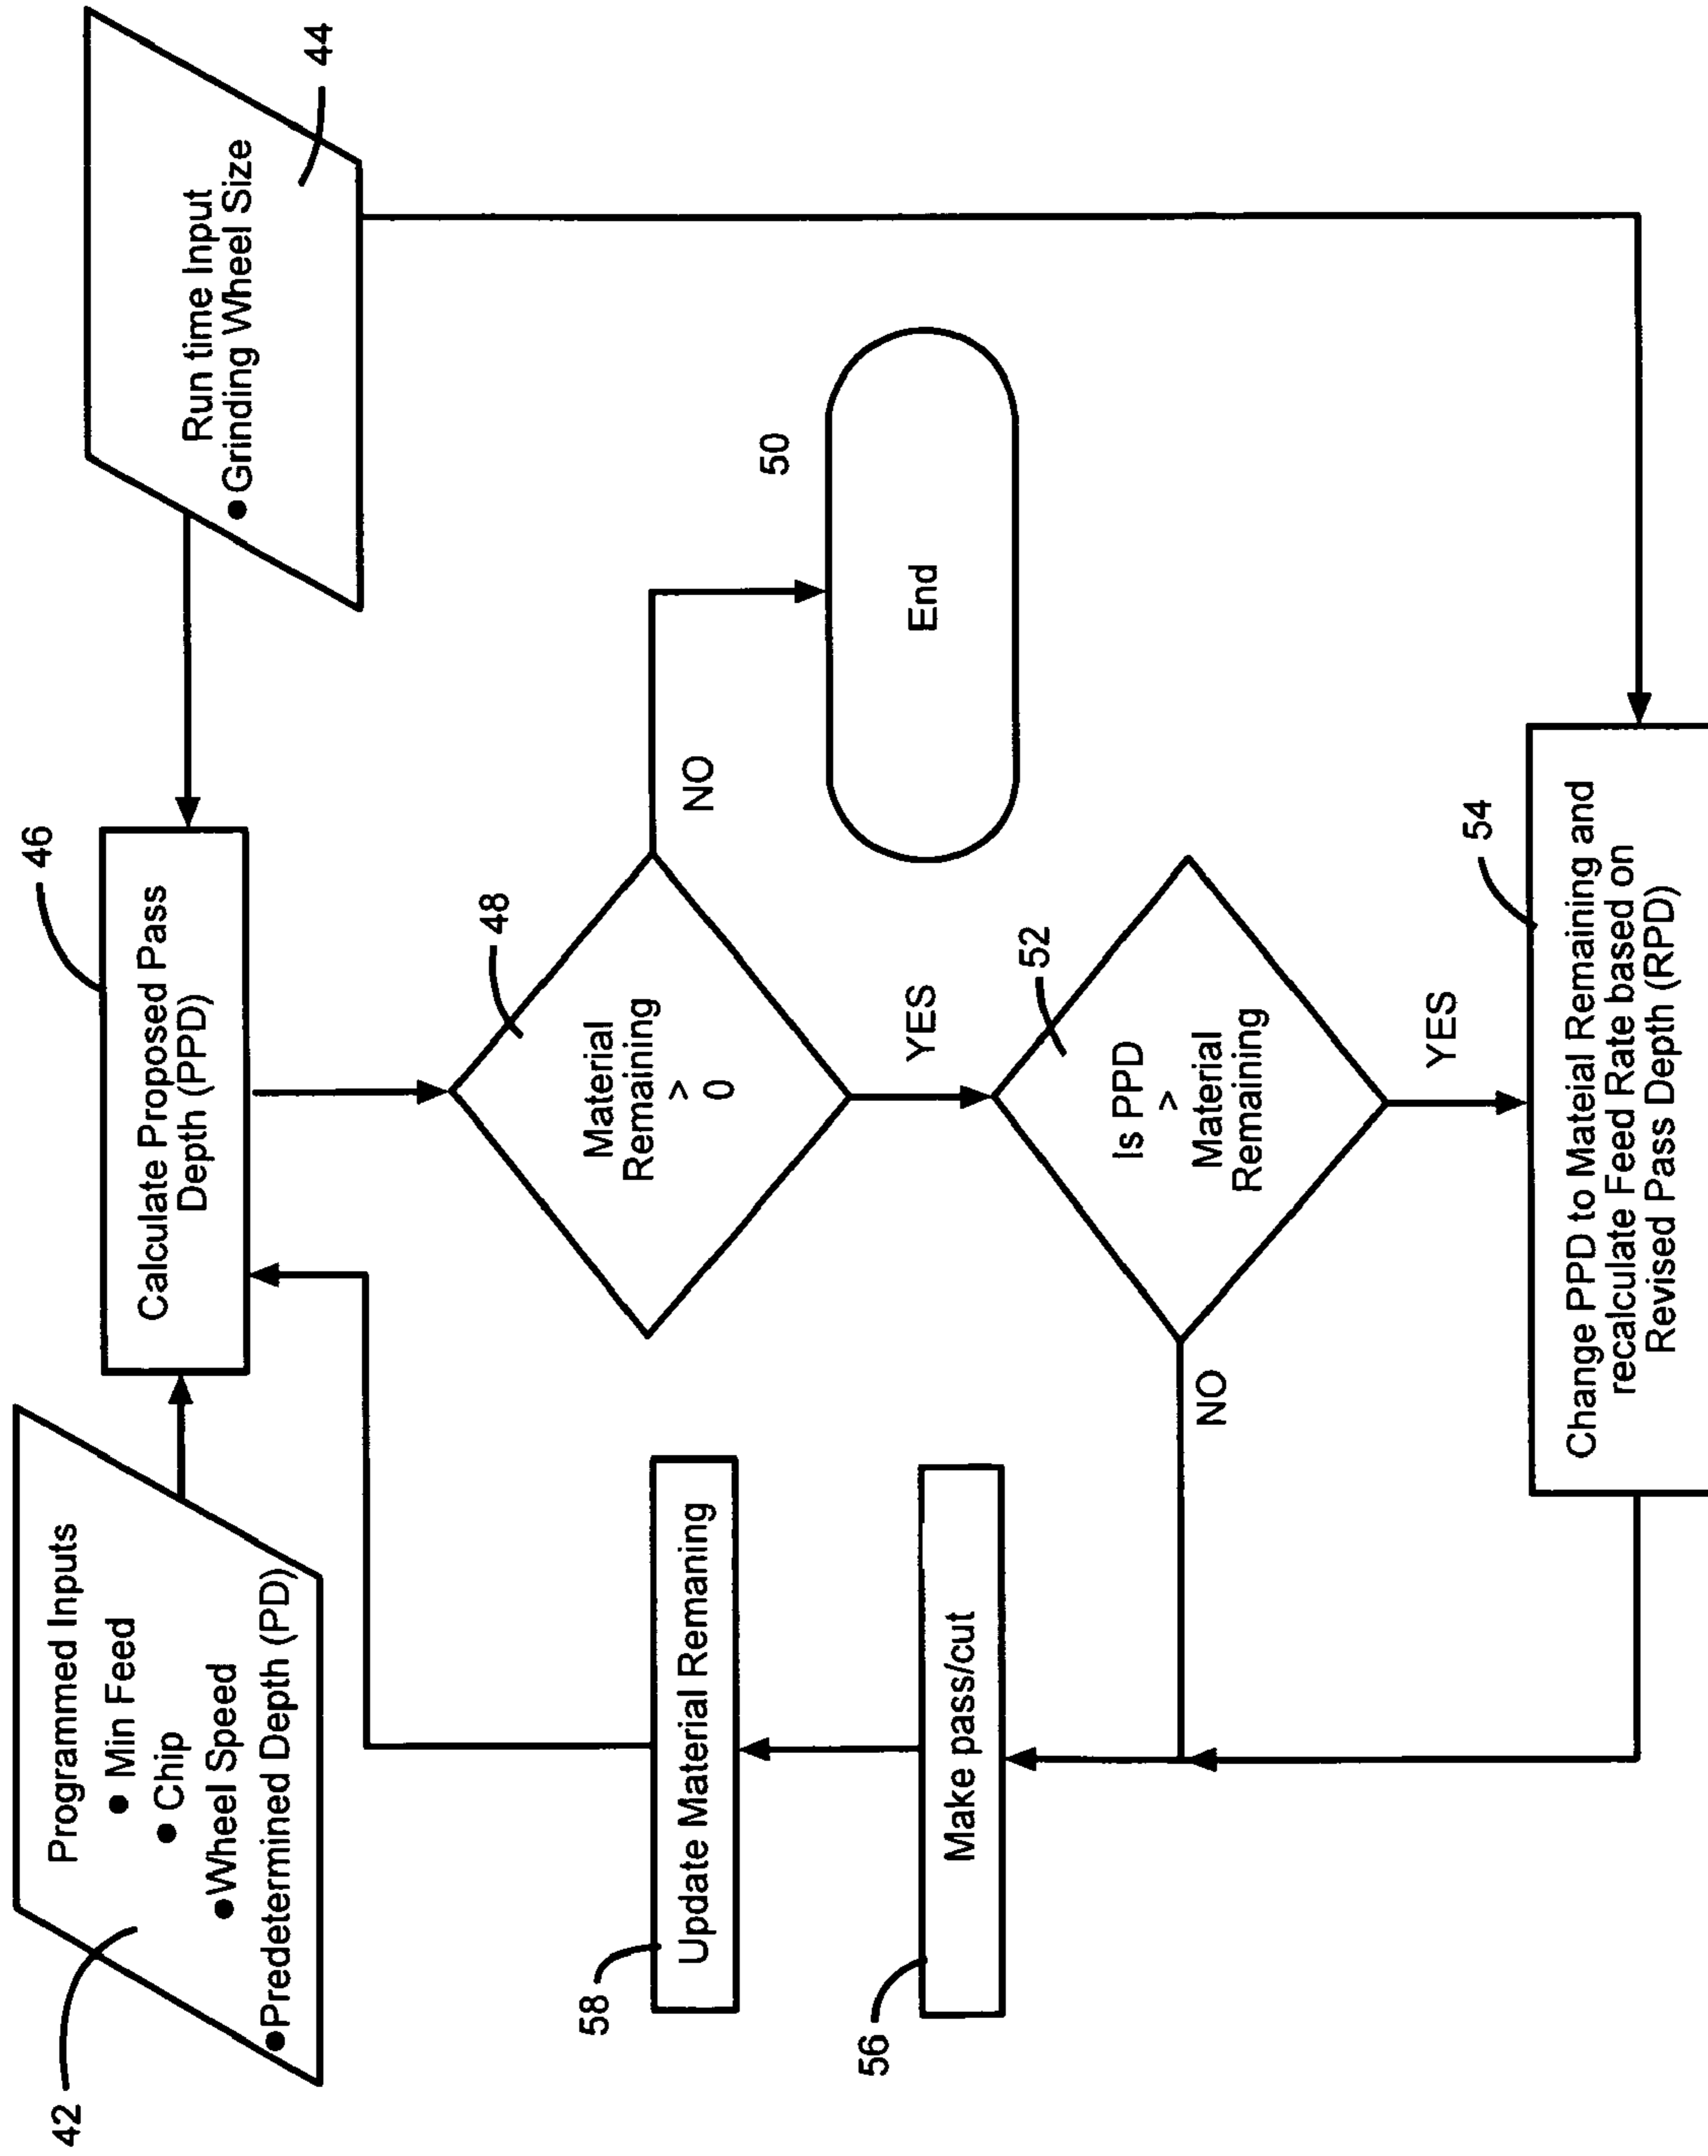 42
Programmed Inputs
● Min Feed
● Chip
● Wheel Speed
● Predetermined Depth (PD)
46
Calculate Proposed Pass
Depth (PPD)
Run time Input
● Grinding Wheel Size
44
48
Material
Remaining
>
0
NO
50
End
YES
52
Is PPD
>
Material
Remaining
NO
YES
58
Update Material Remaning
56
Make pass/cut
54
Change PPD to Material Remaining and
recalculate Feed Rate based on
Revised Pass Depth (RPD)